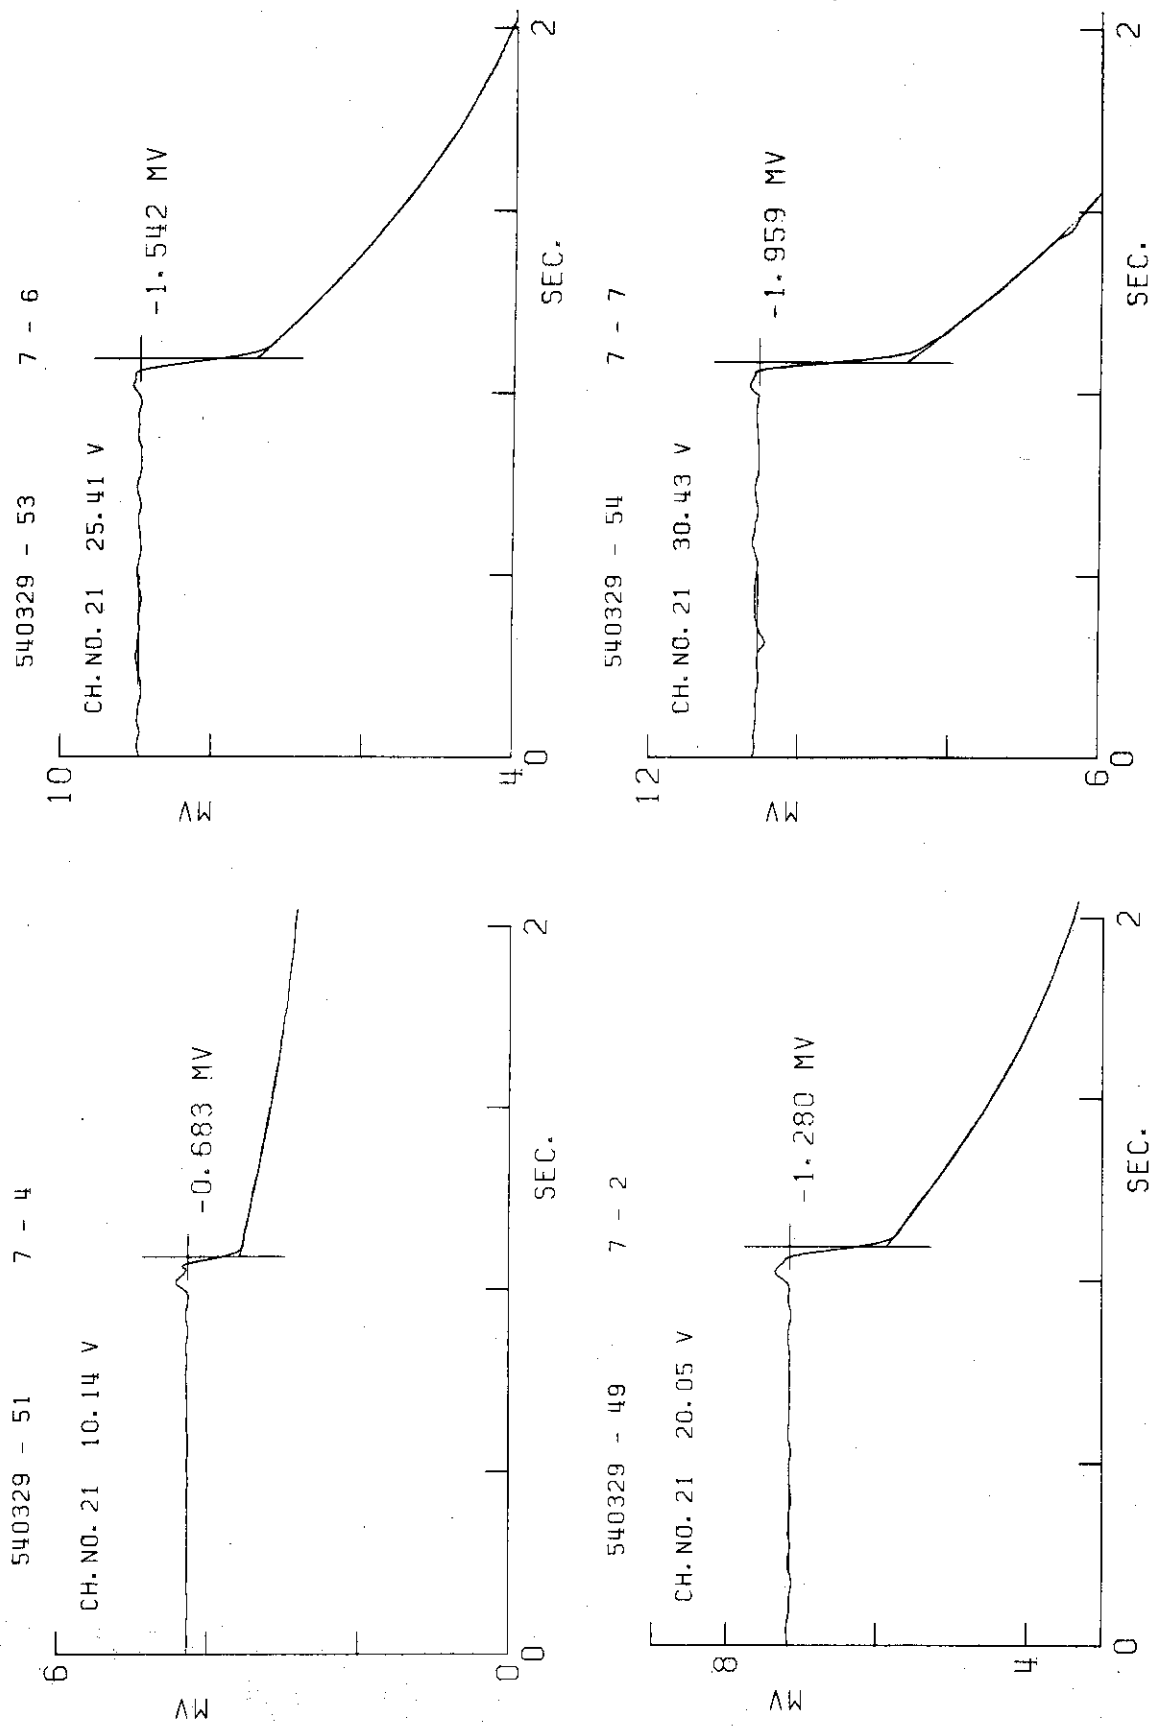 540329 - 51 7 - 4
CH.NO. 21 10.14 V
6
MV
-0.683 MV
0
0
2
SEC.
540329 - 53 7 - 6
CH.NO. 21 25.41 V
10
MV
-1.542 MV
4
0
2
SEC.
540329 - 49 7 - 2
CH.NO. 21 20.05 V
8
MV
-1.280 MV
4
0
2
SEC.
540329 - 54 7 - 7
CH.NO. 21 30.43 V
12
MV
-1.959 MV
6
0
2
SEC.